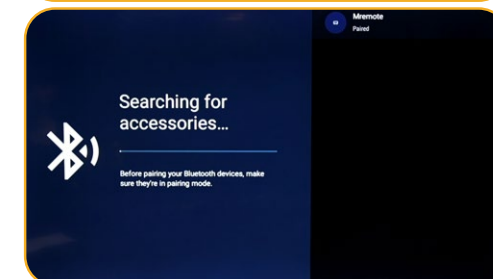 Mremote
Paired
Searching for
accessories...
Before pairing your Bluetooth devices, make
sure they're in pairing mode.